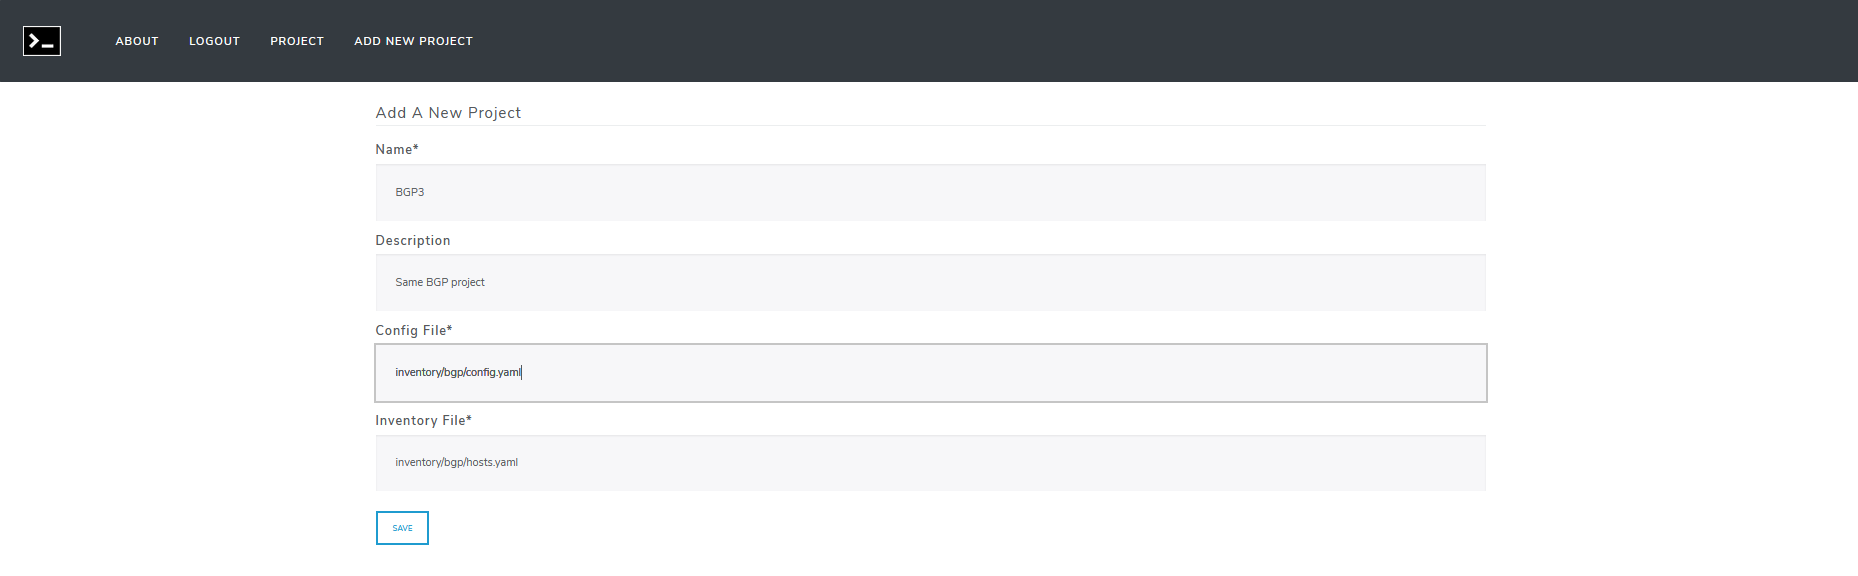 ABOUT LOGOUT PROJECT ADD NEW PROJECT
Add A New Project
Name*
BGP3
Description
Same BGP project
Config File*
inventory/bgp/config.yaml
Inventory File*
inventory/bgp/hosts.yaml
SAVE